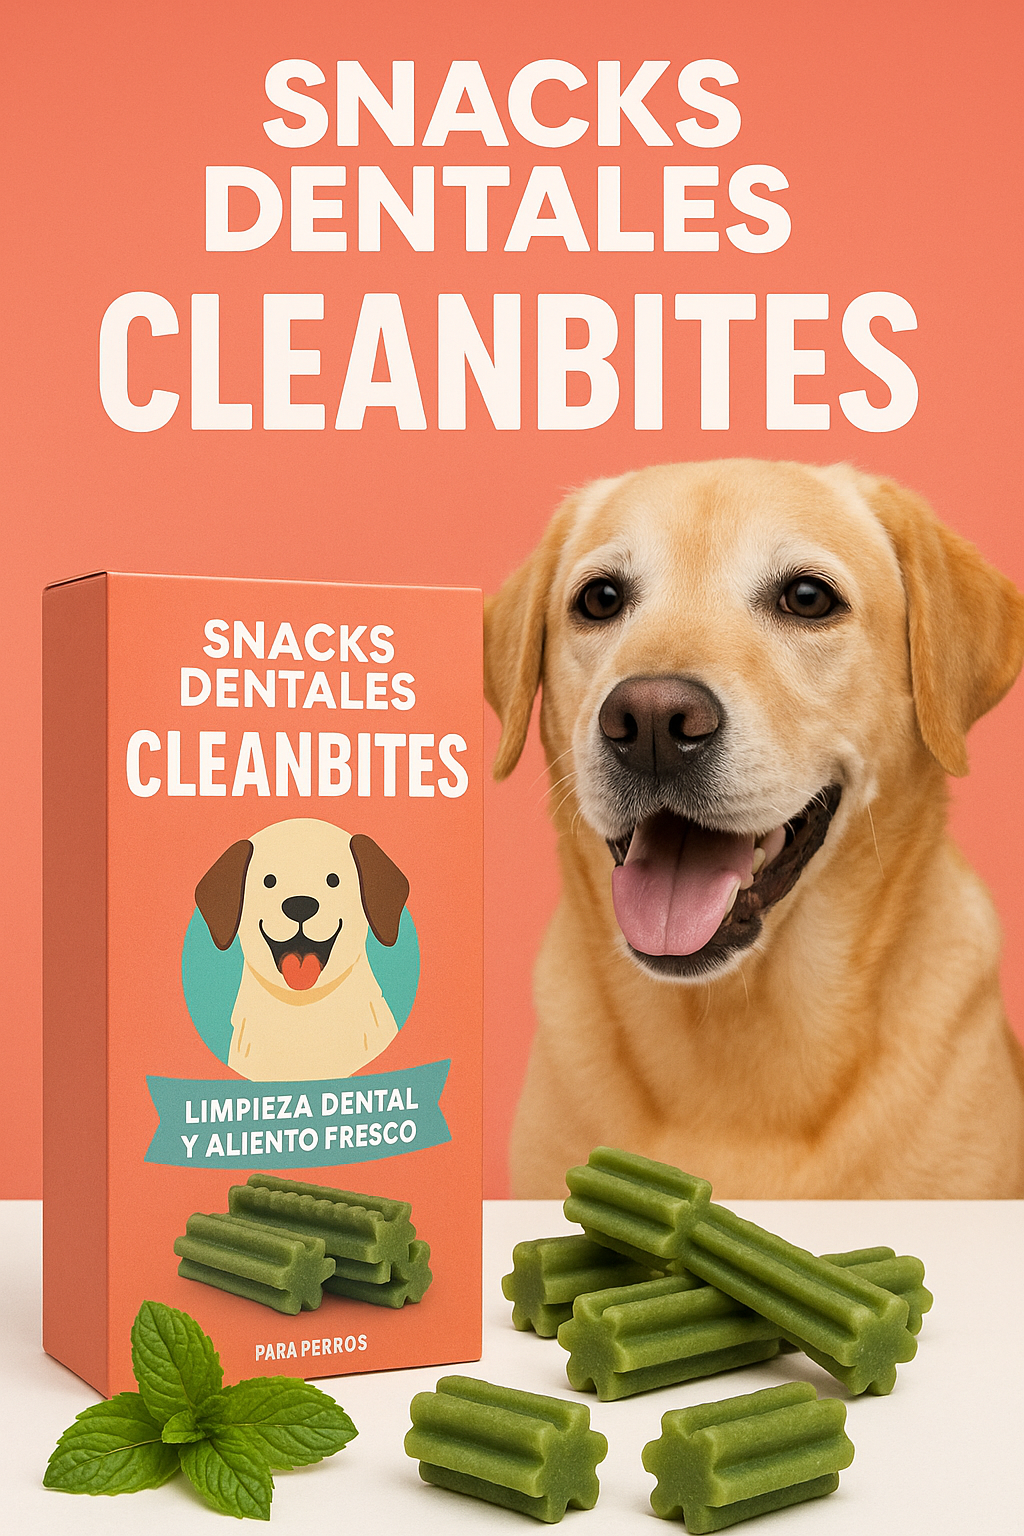 SNACKS
DENTALES
CLEANBITES
SNACKS
DENTALES
CLEANBITES
LIMPIEZA DENTAL
Y ALIENTO FRESCO
PARA PERROS